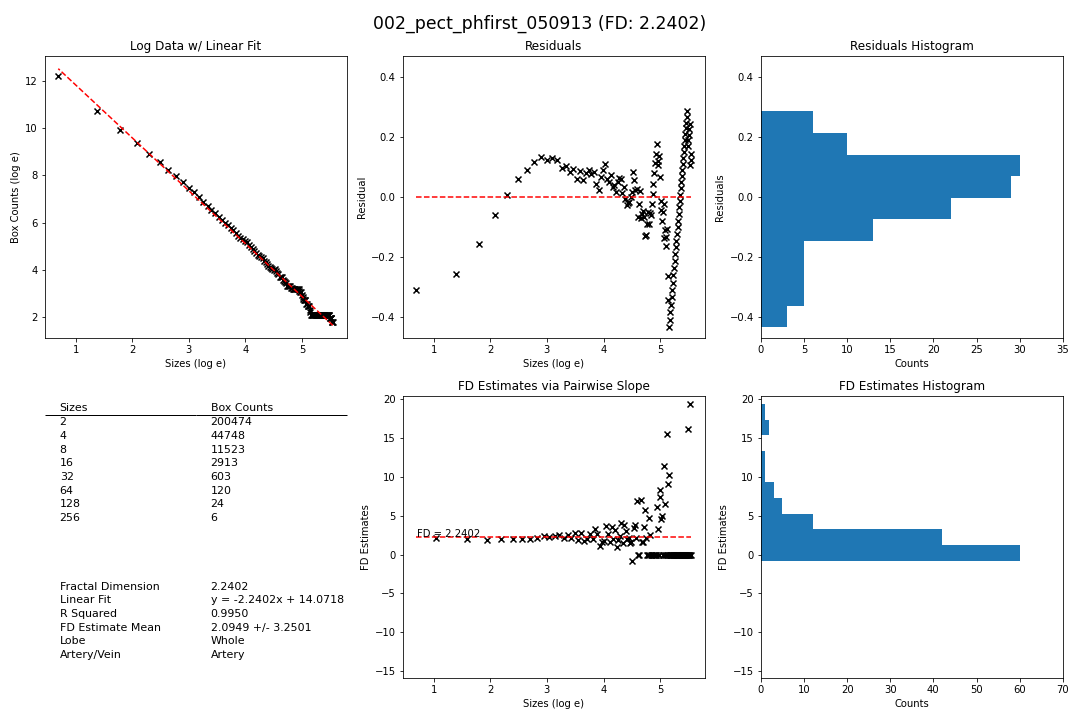 002_pect_phfirst_050913 (FD: 2.2402)
Log Data w/ Linear Fit
Box Counts (log e)
12
10
8
6
4
2
1 2 3 4 5
Sizes (log e)
Residuals
Residual
0.4
0.2
0.0
−0.2
−0.4
1 2 3 4 5
Sizes (log e)
Residuals Histogram
Residuals
0.4
0.2
0.0
−0.2
−0.4
0 5 10 15 20 25 30 35
Counts
Sizes Box Counts
2 200474
4 44748
8 11523
16 2913
32 603
64 120
128 24
256 6
Fractal Dimension 2.2402
Linear Fit y = -2.2402x + 14.0718
R Squared 0.9950
FD Estimate Mean 2.0949 +/- 3.2501
Lobe Whole
Artery/Vein Artery
FD Estimates via Pairwise Slope
FD Estimates
20
15
10
5
0
−5
−10
−15
FD = 2.2402
1 2 3 4 5
Sizes (log e)
FD Estimates Histogram
FD Estimates
20
15
10
5
0
−5
−10
−15
0 10 20 30 40 50 60 70
Counts